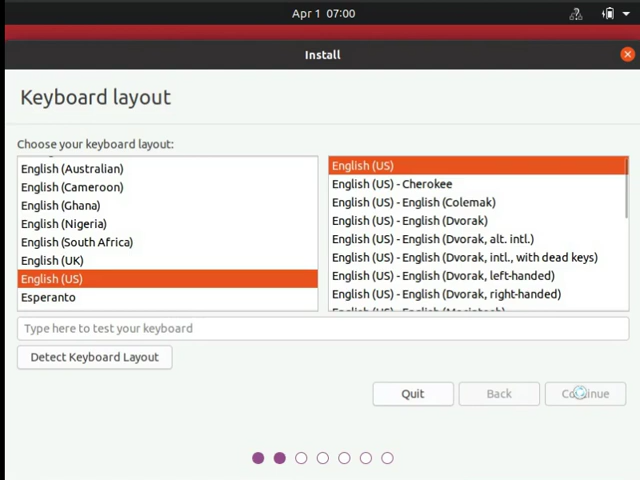 Apr 1 07:00
Install
Keyboard layout
Choose your keyboard layout:
English (Australian)
English (Cameroon)
English (Ghana)
English (Nigeria)
English (South Africa)
English (UK)
English (US)
Esperanto
English (US)
English (US) - Cherokee
English (US) - English (Colemak)
English (US) - English (Dvorak)
English (US) - English (Dvorak, alt. intl.)
English (US) - English (Dvorak, intl., with dead keys)
English (US) - English (Dvorak, left-handed)
English (US) - English (Dvorak, right-handed)
English (US) - English (Macintosh)
Type here to test your keyboard
Detect Keyboard Layout
Quit
Back
Continue